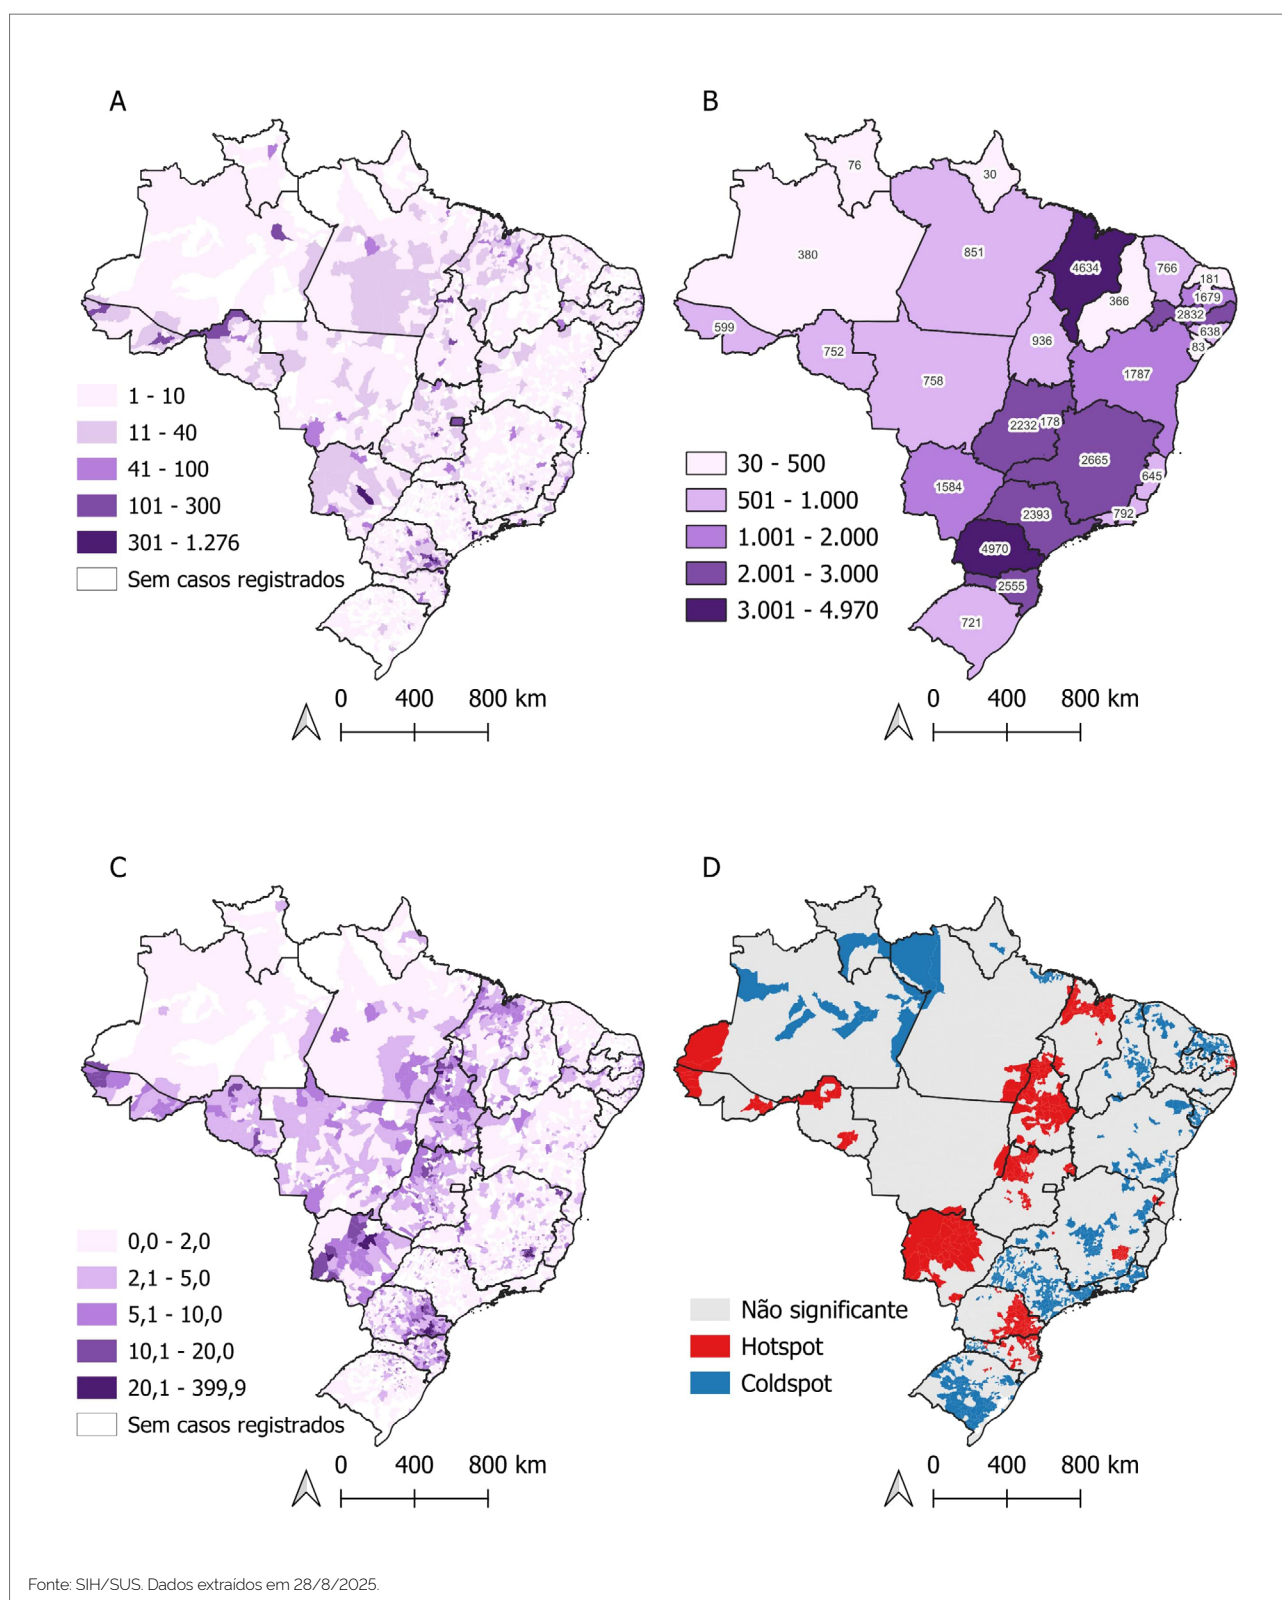 A
1 - 10
11 - 40
41 - 100
101 - 300
301 - 1.276
Sem casos registrados
0 400 800 km
B
76
30
380
851
4634
766
181
366
1679
2832
638
83
599
752
936
758
1787
2232
178
2665
645
1584
2393
792
4970
2555
721
30 - 500
501 - 1.000
1.001 - 2.000
2.001 - 3.000
3.001 - 4.970
0 400 800 km
C
0,0 - 2,0
2,1 - 5,0
5,1 - 10,0
10,1 - 20,0
20,1 - 399,9
Sem casos registrados
0 400 800 km
D
Não significante
Hotspot
Coldspot
0 400 800 km
Fonte: SIH/SUS. Dados extraídos em 28/8/2025.